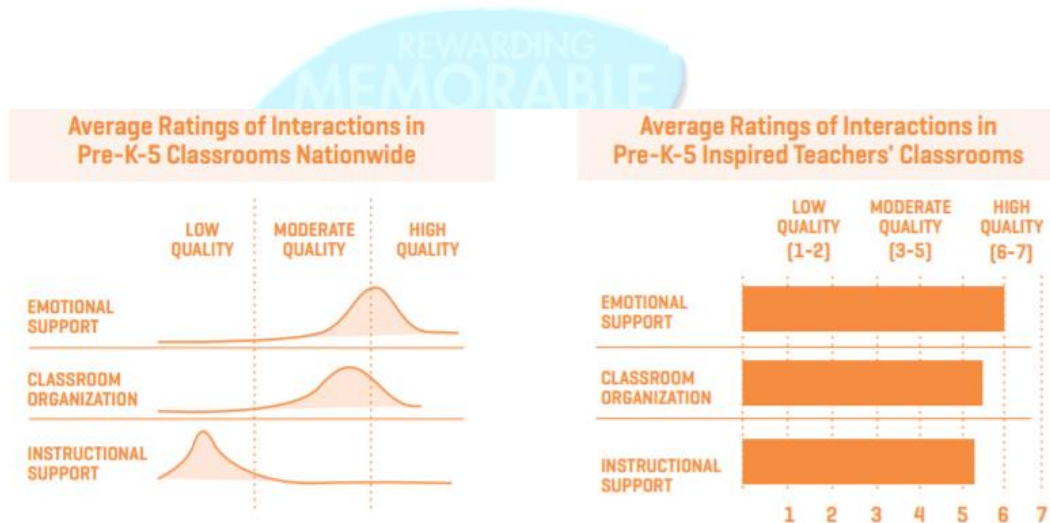 REWARDING
MEMORABLE
Average Ratings of Interactions in
Pre-K-5 Classrooms Nationwide
LOW
QUALITY
MODERATE
QUALITY
HIGH
QUALITY
EMOTIONAL
SUPPORT
CLASSROOM
ORGANIZATION
INSTRUCTIONAL
SUPPORT
Average Ratings of Interactions in
Pre-K-5 Inspired Teachers' Classrooms
LOW
QUALITY
[1-2]
MODERATE
QUALITY
[3-5]
HIGH
QUALITY
[6-7]
EMOTIONAL
SUPPORT
CLASSROOM
ORGANIZATION
INSTRUCTIONAL
SUPPORT
1 2 3 4 5 6 7